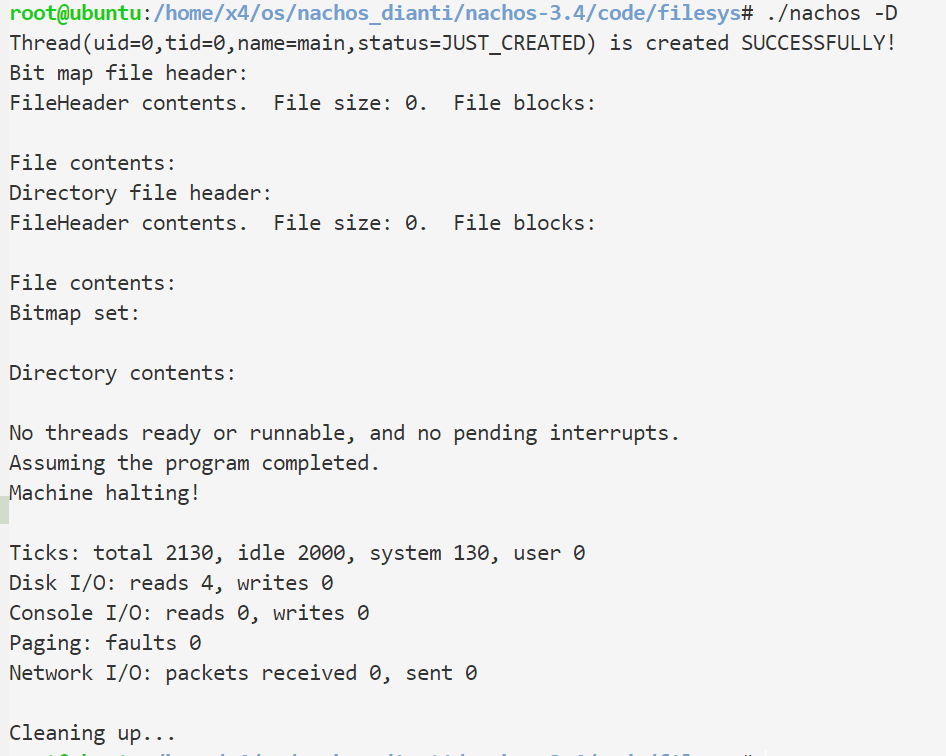 root@ubuntu:/home/x4/os/nachos_dianti/nachos-3.4/code/filesys# ./nachos -D
Thread(uid=0,tid=0,name=main,status=JUST_CREATED) is created SUCCESSFULLY!
Bit map file header:
FileHeader contents.  File size: 0.  File blocks:
File contents:
Directory file header:
FileHeader contents.  File size: 0.  File blocks:
File contents:
Bitmap set:
Directory contents:
No threads ready or runnable, and no pending interrupts.
Assuming the program completed.
Machine halting!
Ticks: total 2130, idle 2000, system 130, user 0
Disk I/O: reads 4, writes 0
Console I/O: reads 0, writes 0
Paging: faults 0
Network I/O: packets received 0, sent 0
Cleaning up...